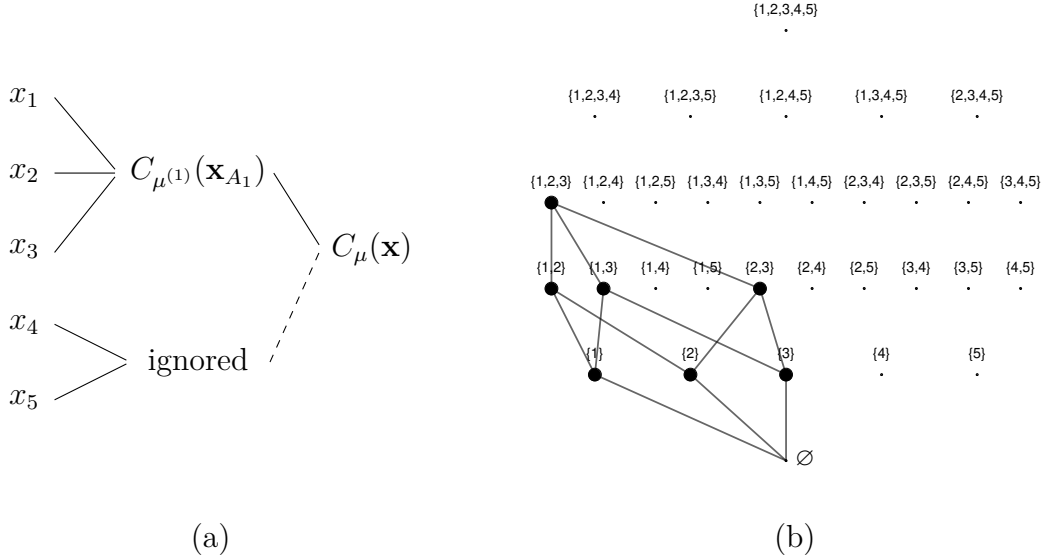 {1,2,3,4,5}
x₁
{1,2,3,4} {1,2,3,5} {1,2,4,5} {1,3,4,5} {2,3,4,5}
x₂ C_{μ^{(1)}}(𝐱_{A₁})
{1,2,3} {1,2,4} {1,2,5} {1,3,4} {1,3,5} {1,4,5} {2,3,4} {2,3,5} {2,4,5} {3,4,5}
x₃ C_μ(𝐱)
{1,2} {1,3} {1,4} {1,5} {2,3} {2,4} {2,5} {3,4} {3,5} {4,5}
x₄
ignored
{1} {2} {3} {4} {5}
x₅
∅
(a) (b)